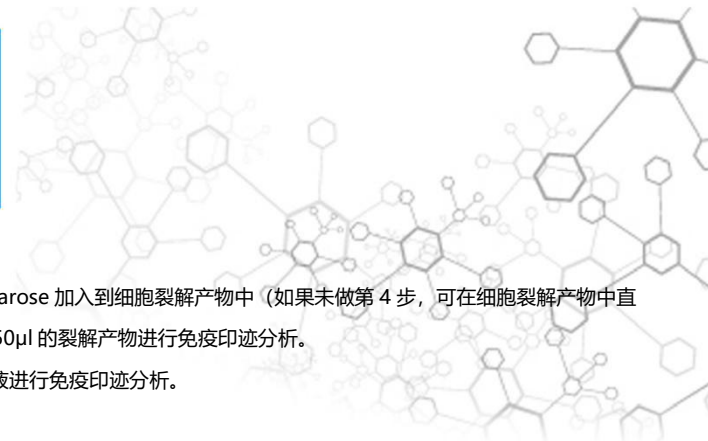 arose 加入到细胞裂解产物中（如果未做第 4 步，可在细胞裂解产物中直
50μl 的裂解产物进行免疫印迹分析。
液进行免疫印迹分析。